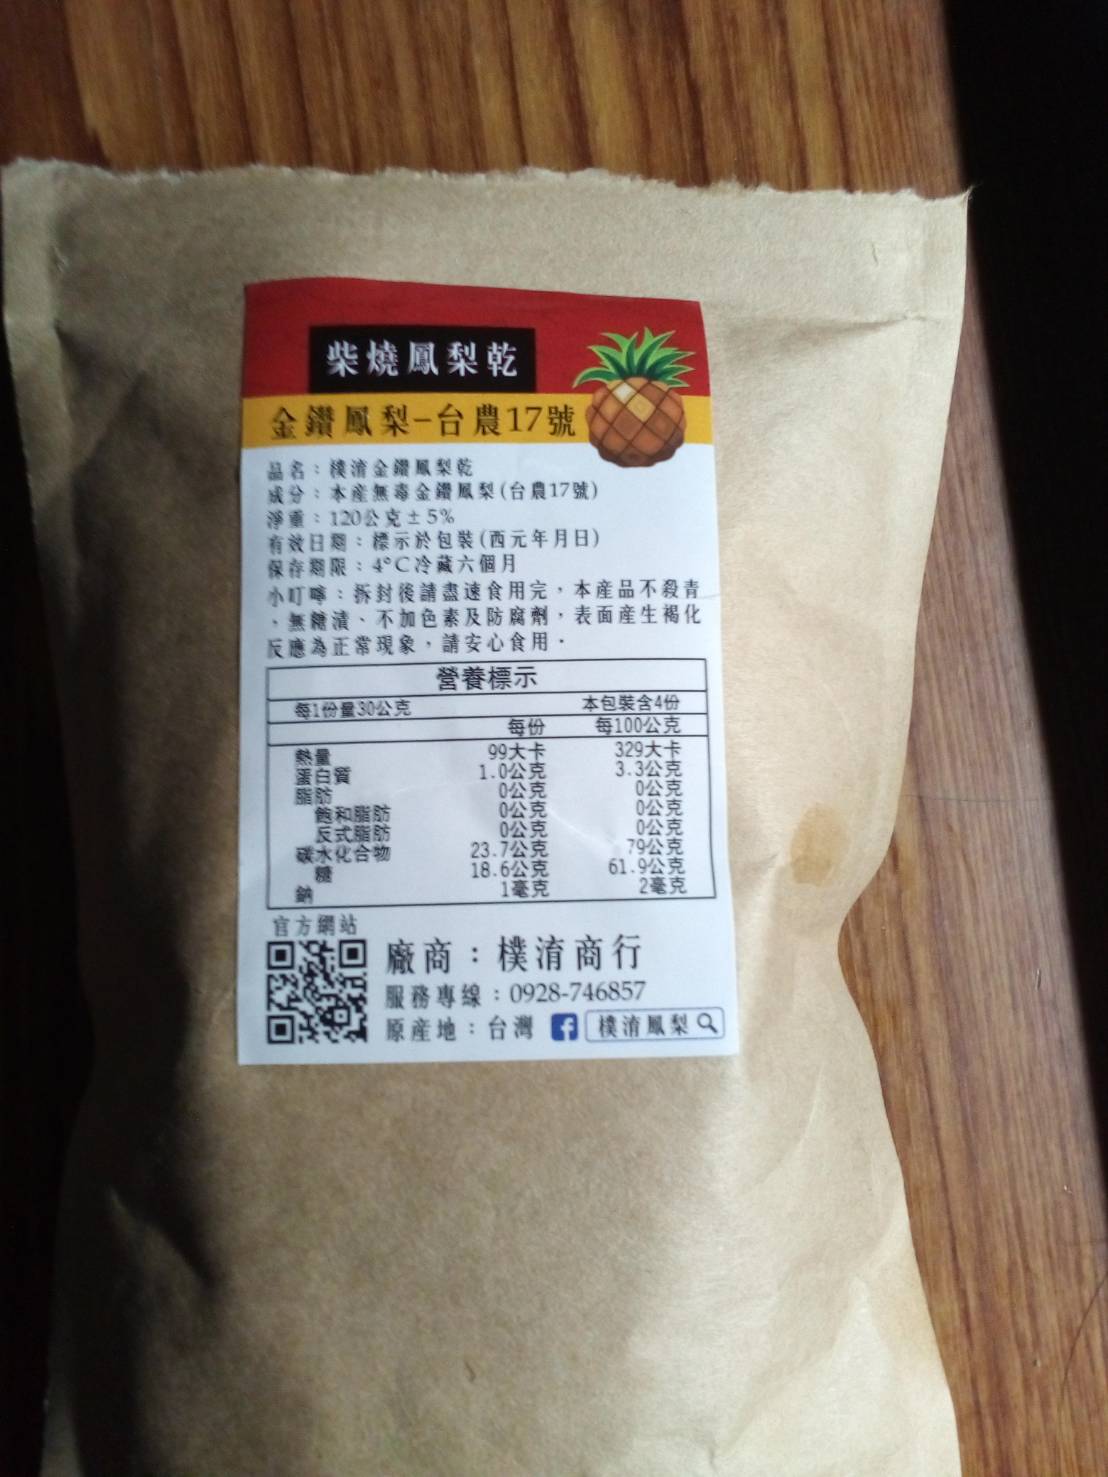 柴燒鳳梨乾
金鑽鳳梨-台農17號
品名：樸淯金鑽鳳梨乾
成分：本產無毒金鑽鳳梨(台農17號)
淨重：120公克±5%
有效日期：標示於包裝(西元年月日)
保存期限：4°C冷藏六個月
小叮嚀：拆封後請盡速食用完，本產品不殺青
，無糖漬、不加色素及防腐劑，表面產生褐化
反應為正常現象，請安心食用。
營養標示
每1份量30公克 本包裝含4份
每份 每100公克
熱量 99大卡 329大卡
蛋白質 1.0公克 3.3公克
脂肪 0公克 0公克
飽和脂肪 0公克 0公克
反式脂肪 0公克 0公克
碳水化合物 23.7公克 79公克
糖 18.6公克 61.9公克
鈉 1毫克 2毫克
官方網站
廠商：樸淯商行
服務專線：0928-746857
原產地：台灣 f 樸淯鳳梨